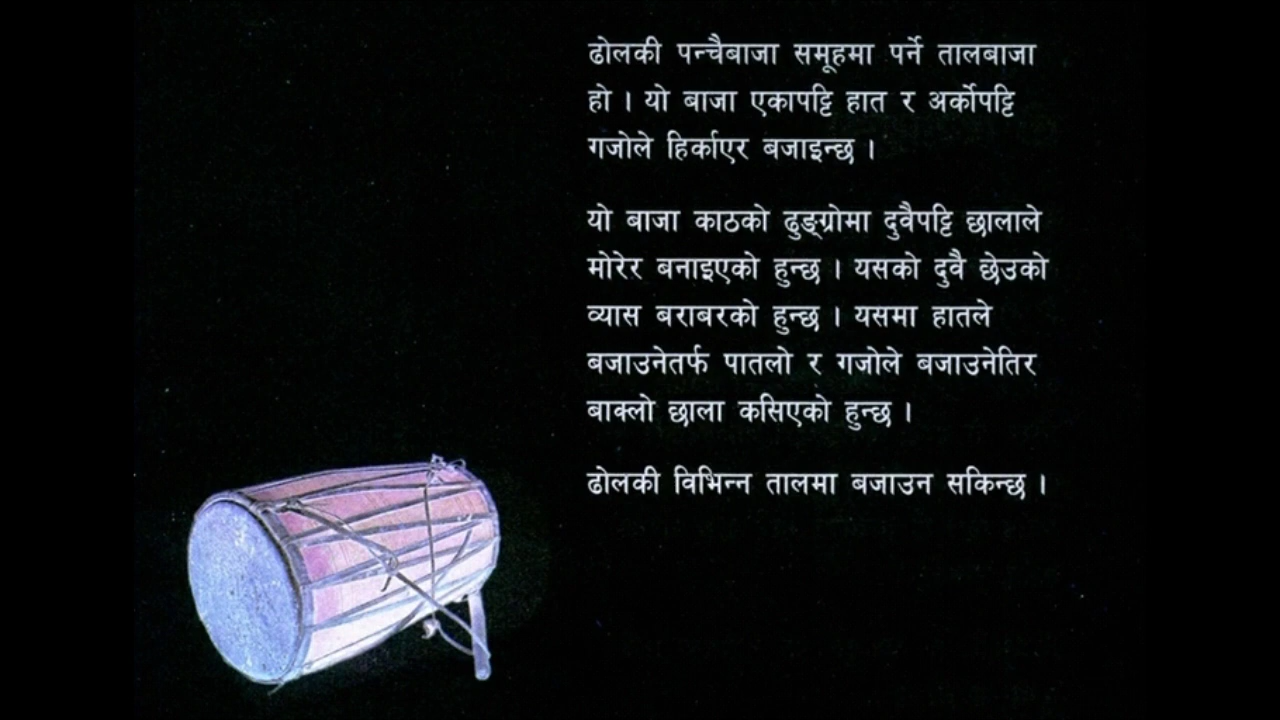 ढोलकी पन्चैबाजा समूहमा पर्ने तालबाजा
हो । यो बाजा एकापट्टि हात र अर्कोपट्टि
गजोले हिर्काएर बजाइन्छ ।
यो बाजा काठको ढुङ्ग्रोमा दुवैपट्टि छालाले
मोरेर बनाइएको हुन्छ । यसको दुवै छेउको
व्यास बराबरको हुन्छ । यसमा हातले
बजाउनेतर्फ पातलो र गजोले बजाउनेतिर
बाक्लो छाला कसिएको हुन्छ ।
ढोलकी विभिन्न तालमा बजाउन सकिन्छ ।